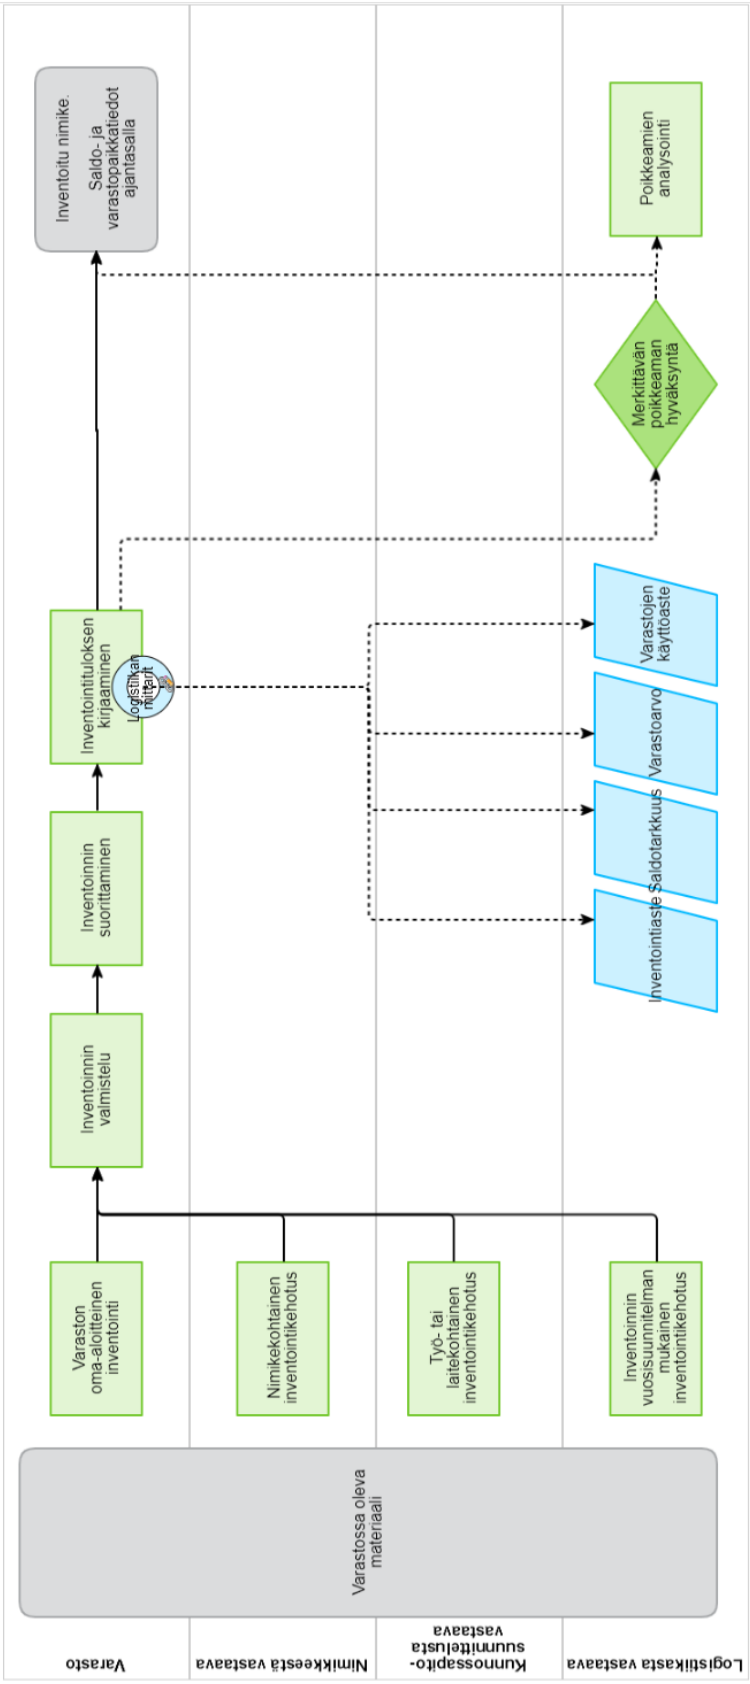 Varasto
Nimikkeestä vastaava
Kunnossapito-
suunnittelusta
vastaava
Logistiikasta vastaava
Varastossa oleva
materiaali
Varaston
oma-aloitteinen
inventointi
Nimikekohtainen
inventointikehotus
Työ- tai
laitekohtainen
inventointikehotus
Inventoinnin
vuosisuunnitelman
mukainen
inventointikehotus
Inventoinnin
valmistelu
Inventoinnin
suorittaminen
Inventointituloksen
kirjaaminen
Logistiikan
mittarit
Inventointiaste
Saldotarkkuus
Varastoarvo
Varastojen
käyttöaste
Merkittävän
poikkeaman
hyväksyntä
Poikkeamien
analysointi
Inventoitu nimike.
Saldo- ja
varastopaikkatiedot
ajantasalla